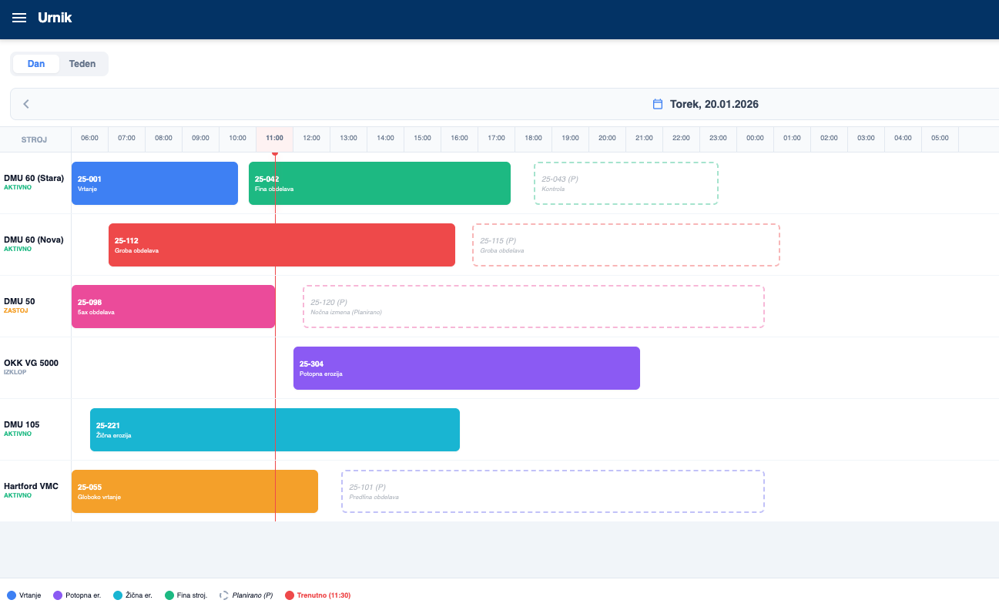 Urnik
Dan Teden
Torek, 20.01.2026
STROJ 06:00 07:00 08:00 09:00 10:00 11:00 12:00 13:00 14:00 15:00 16:00 17:00 18:00 19:00 20:00 21:00 22:00 23:00 00:00 01:00 02:00 03:00 04:00 05:00
DMU 60 (Stara)
AKTIVNO
25-001
Vrtanje
25-042
Fina obdelava
25-043 (P)
Kontrola
DMU 60 (Nova)
AKTIVNO
25-112
Groba obdelava
25-115 (P)
Groba obdelava
DMU 50
ZASTOJ
25-098
5ax obdelava
25-120 (P)
Nočna izmena (Planirano)
OKK VG 5000
IZKLOP
25-304
Potopna erozija
DMU 105
AKTIVNO
25-221
Žična erozija
Hartford VMC
AKTIVNO
25-055
Globoko vrtanje
25-101 (P)
Predfina obdelava
Vrtanje Potopna er. Žična er. Fina stroj. Planirano (P) Trenutno (11:30)